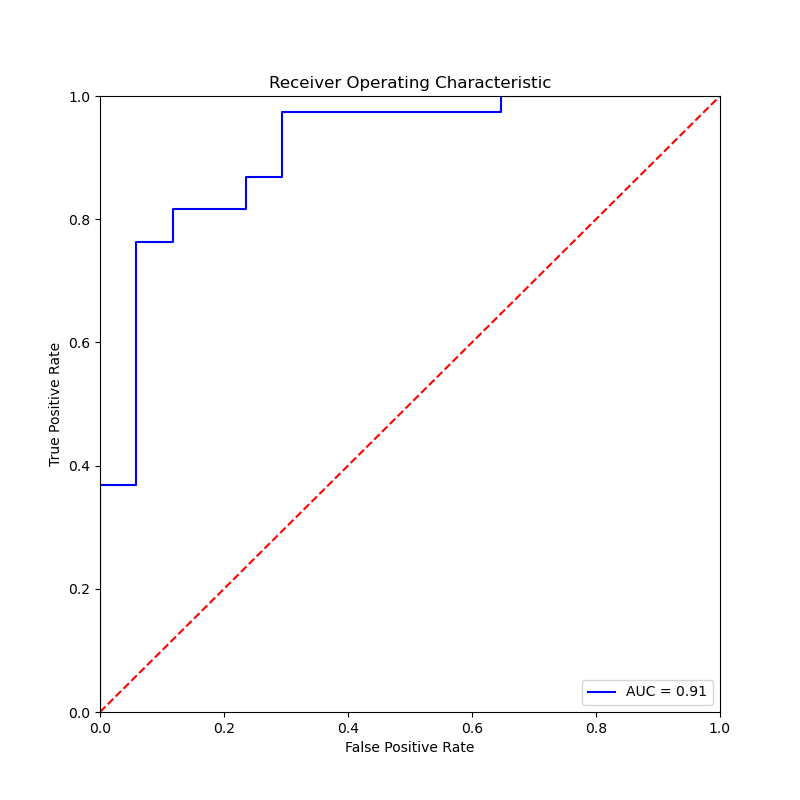 Receiver Operating Characteristic
1.0
0.8
0.6
0.4
0.2
0.0
True Positive Rate
AUC = 0.91
0.0 0.2 0.4 0.6 0.8 1.0
False Positive Rate